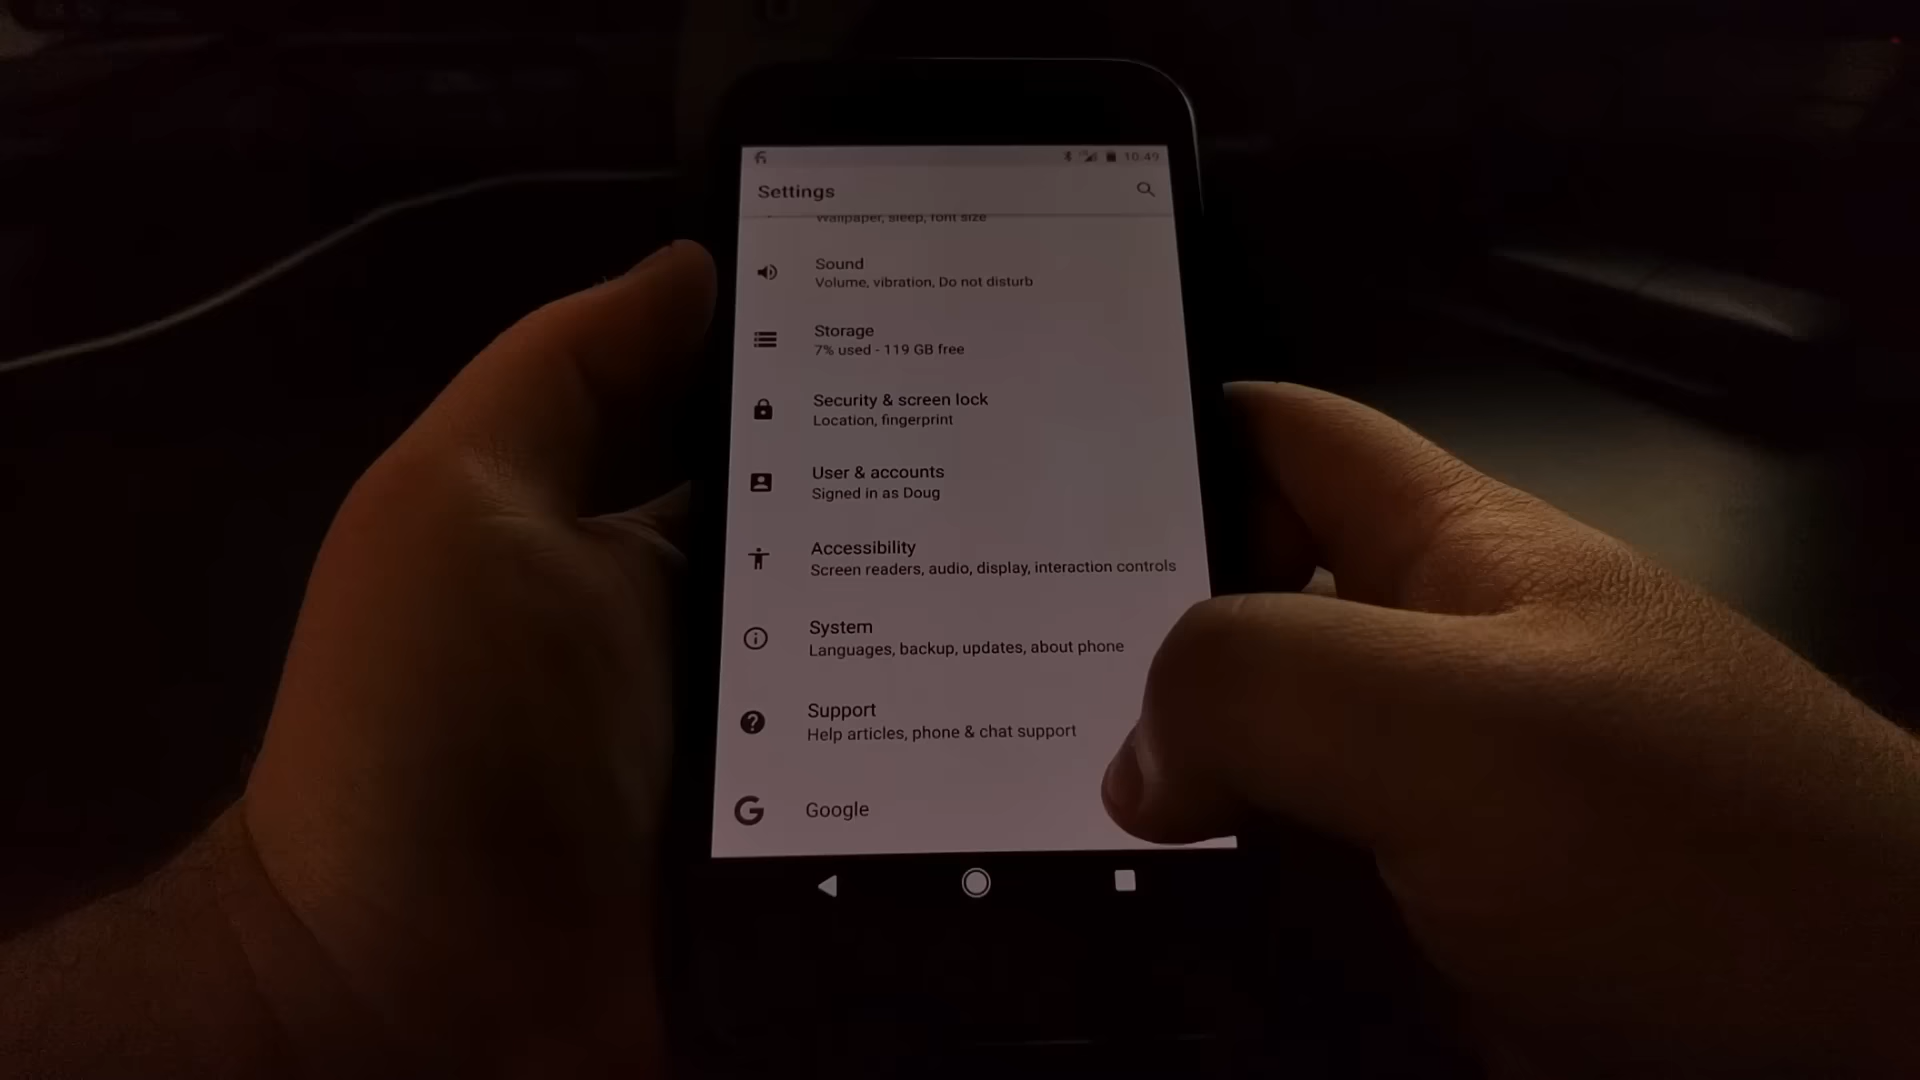 10:49
Settings
Wallpaper, sleep, font size
Sound
Volume, vibration, Do not disturb
Storage
7% used - 119 GB free
Security & screen lock
Location, fingerprint
User & accounts
Signed in as Doug
Accessibility
Screen readers, audio, display, interaction controls
System
Languages, backup, updates, about phone
Support
Help articles, phone & chat support
G
Google